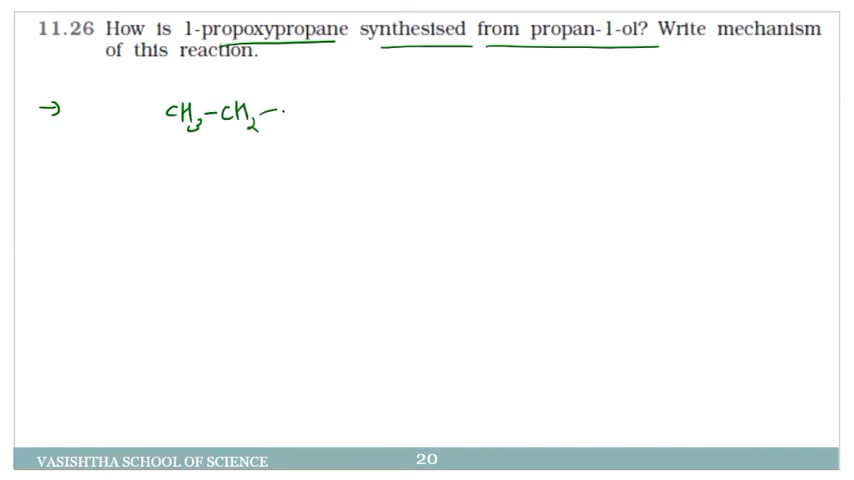 11.26 How is 1-propoxypropane synthesised from propan-1-ol? Write mechanism
of this reaction.
→ CH₃-CH₂-
VASISHTHA SCHOOL OF SCIENCE 20